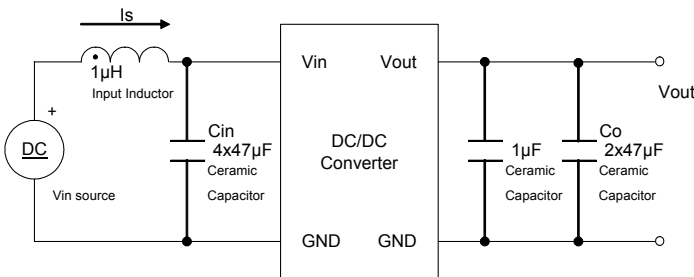 Is
1µH
Input Inductor
+
DC
Vin source
Cin
4x47µF
Ceramic
Capacitor
Vin
Vout
DC/DC
Converter
GND
GND
1µF
Ceramic
Capacitor
Co
2x47µF
Ceramic
Capacitor
Vout